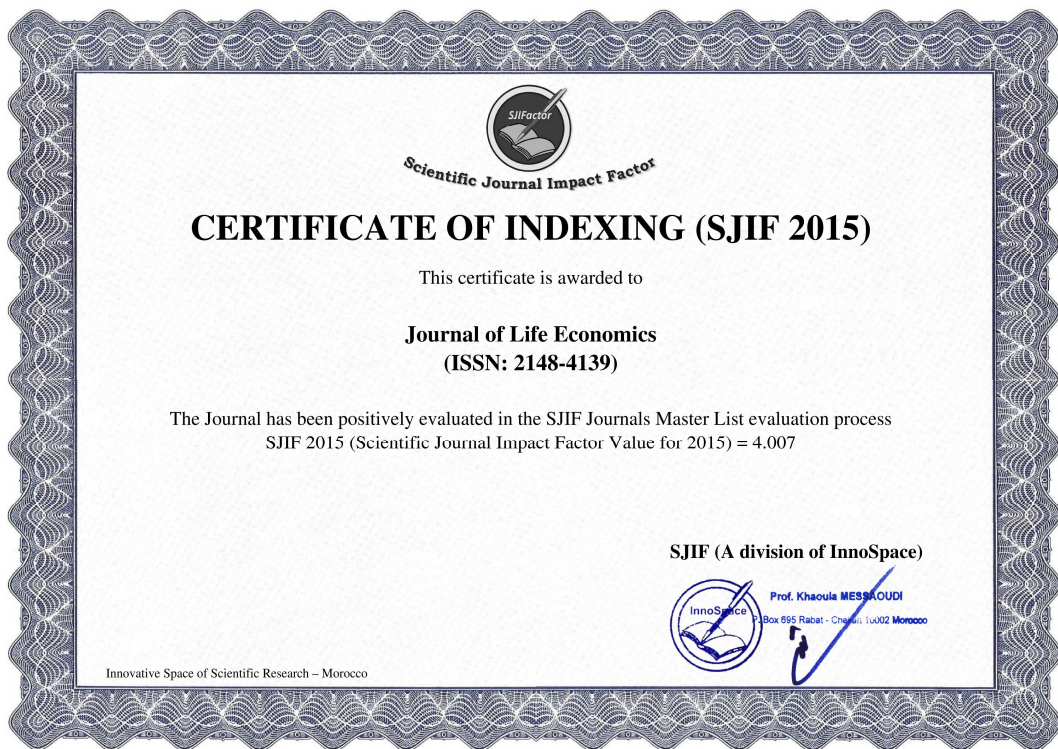 SJIFactor
Scientific Journal Impact Factor
CERTIFICATE OF INDEXING (SJIF 2015)
This certificate is awarded to
Journal of Life Economics
(ISSN: 2148-4139)
The Journal has been positively evaluated in the SJIF Journals Master List evaluation process
SJIF 2015 (Scientific Journal Impact Factor Value for 2015) = 4.007
SJIF (A division of InnoSpace)
InnoSpace
Prof. Khaoula MESSAOUDI
Box 695 Rabat - 10002 Morocco
Innovative Space of Scientific Research – Morocco